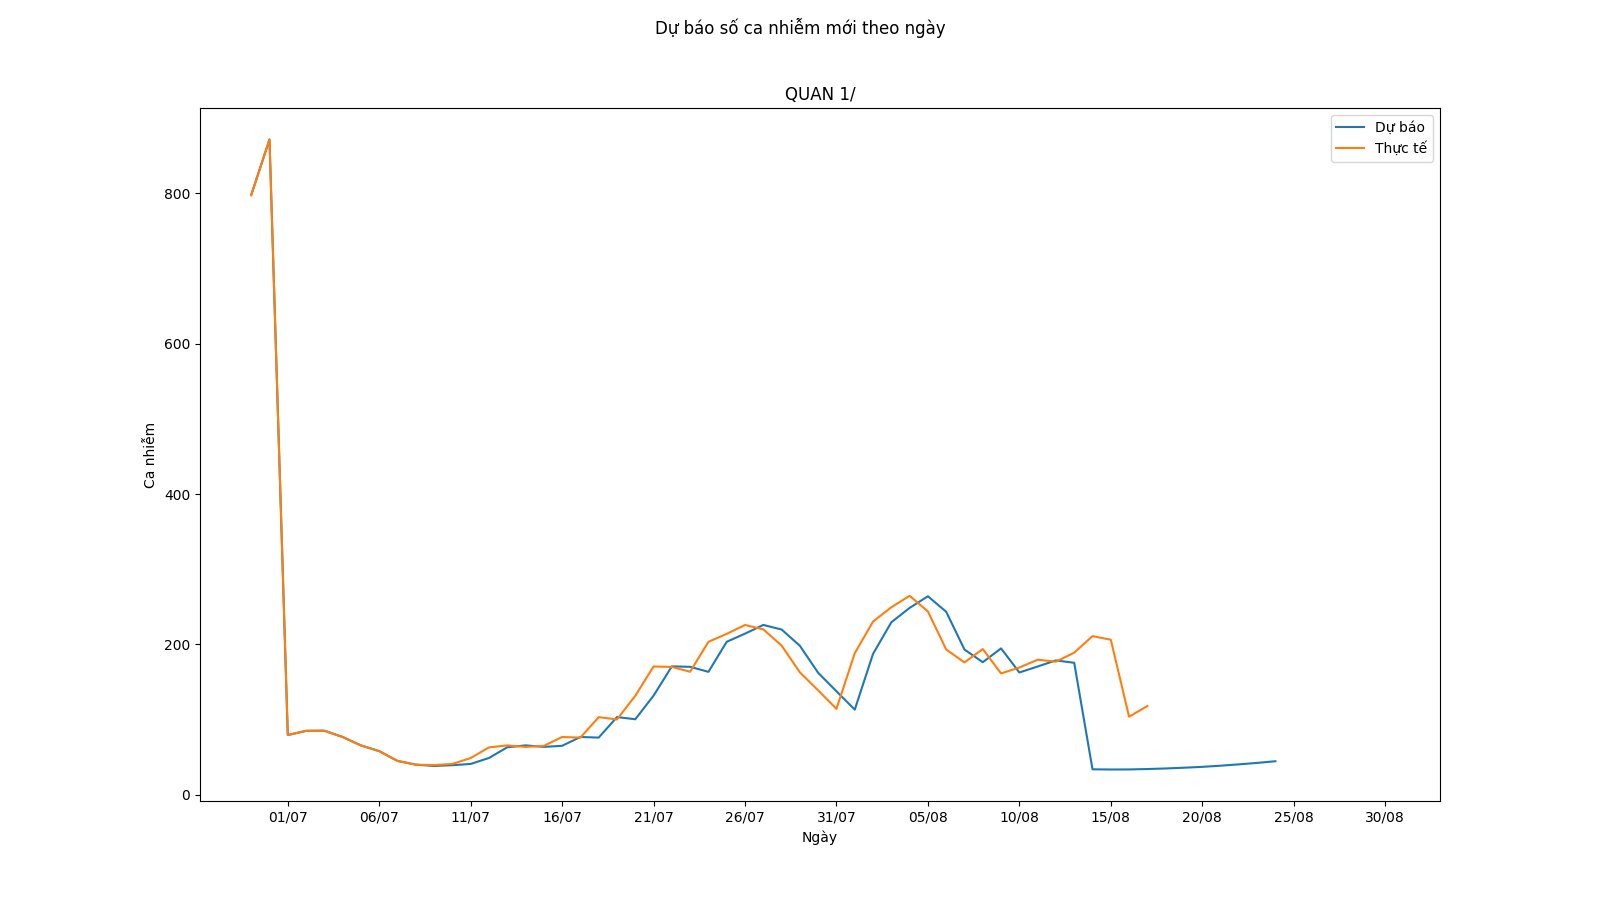 Dự báo số ca nhiễm mới theo ngày
QUAN 1/
Dự báo
Thực tế
800
600
400
200
0
Ca nhiễm
01/07 06/07 11/07 16/07 21/07 26/07 31/07 05/08 10/08 15/08 20/08 25/08 30/08
Ngày